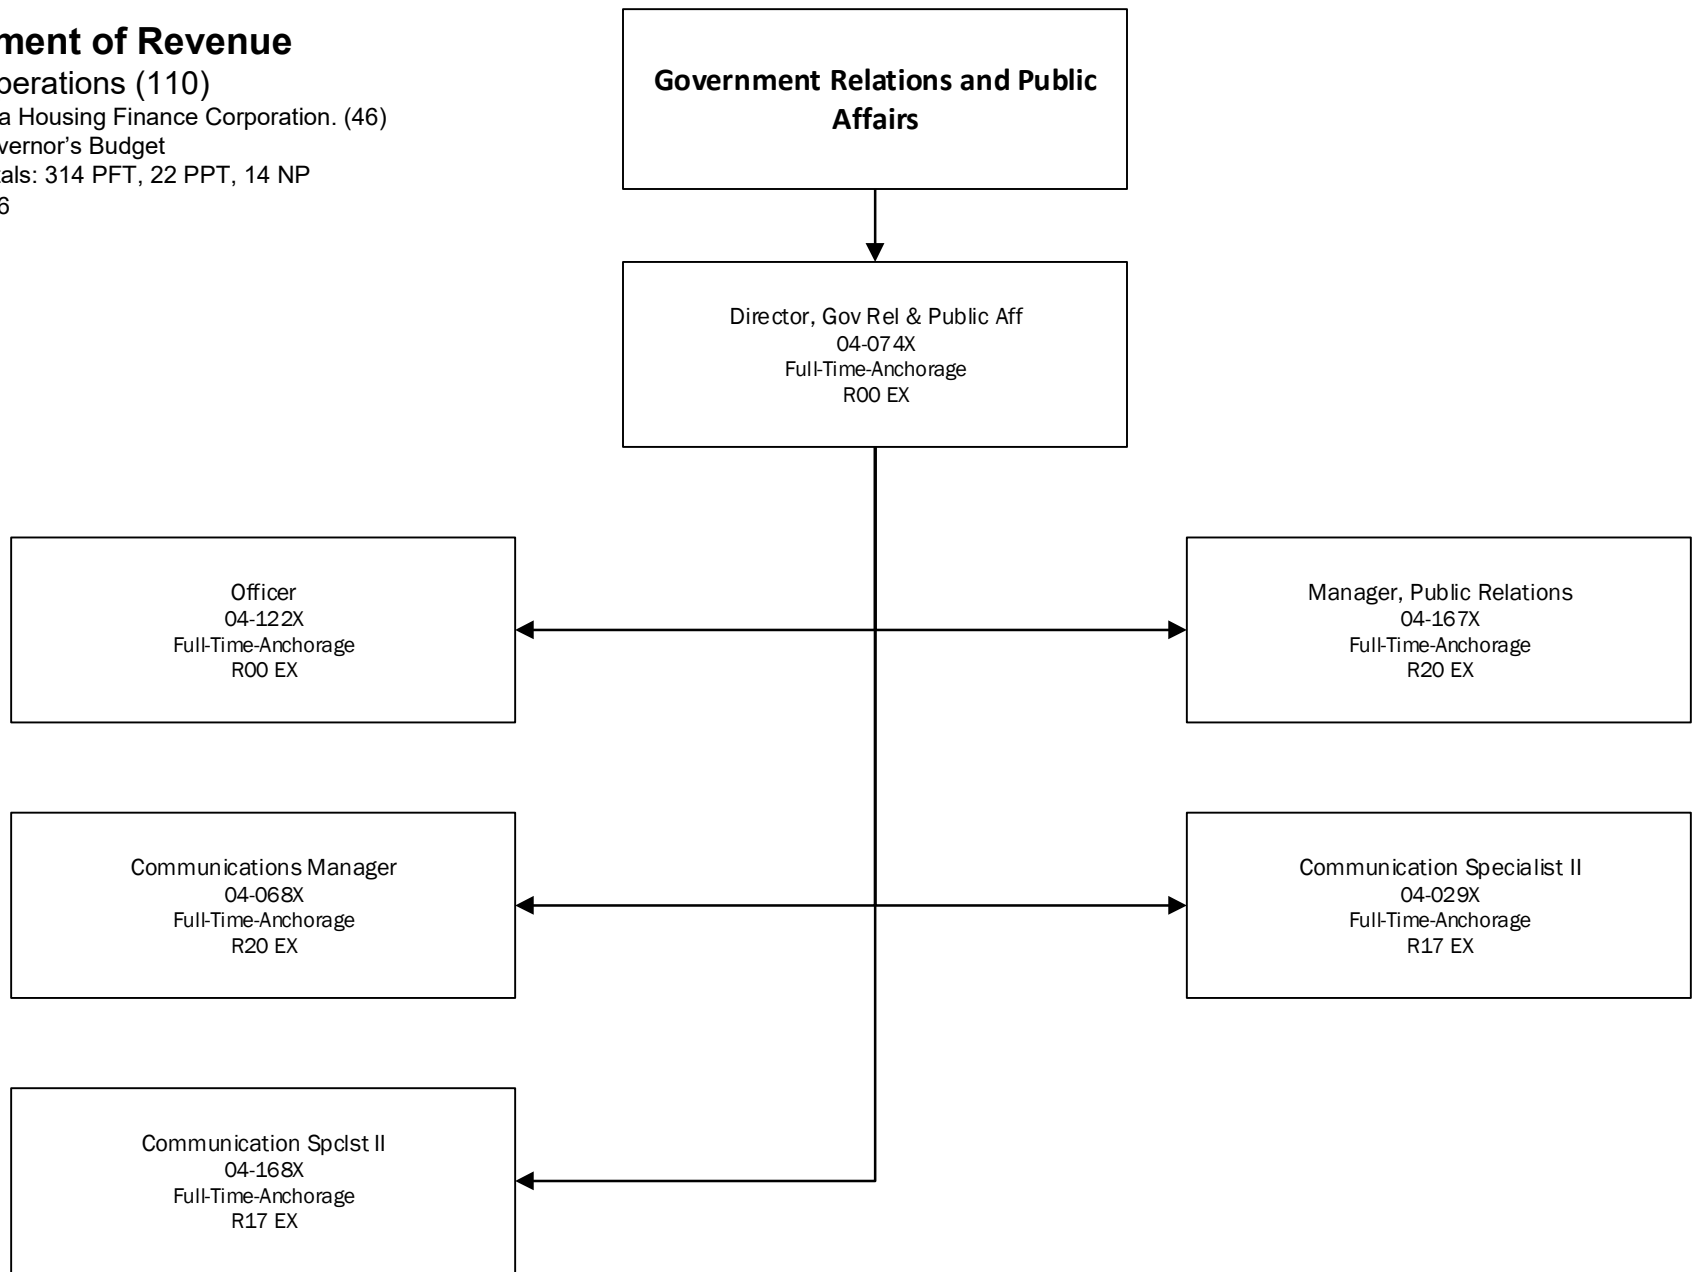 ment of Revenue
perations (110)
a Housing Finance Corporation. (46)
vernor's Budget
tals: 314 PFT, 22 PPT, 14 NP
6
Government Relations and Public
Affairs
Director, Gov Rel & Public Aff
04-074X
Full-Time-Anchorage
R00 EX
Officer
04-122X
Full-Time-Anchorage
R00 EX
Manager, Public Relations
04-167X
Full-Time-Anchorage
R20 EX
Communications Manager
04-068X
Full-Time-Anchorage
R20 EX
Communication Specialist II
04-029X
Full-Time-Anchorage
R17 EX
Communication Spclst II
04-168X
Full-Time-Anchorage
R17 EX